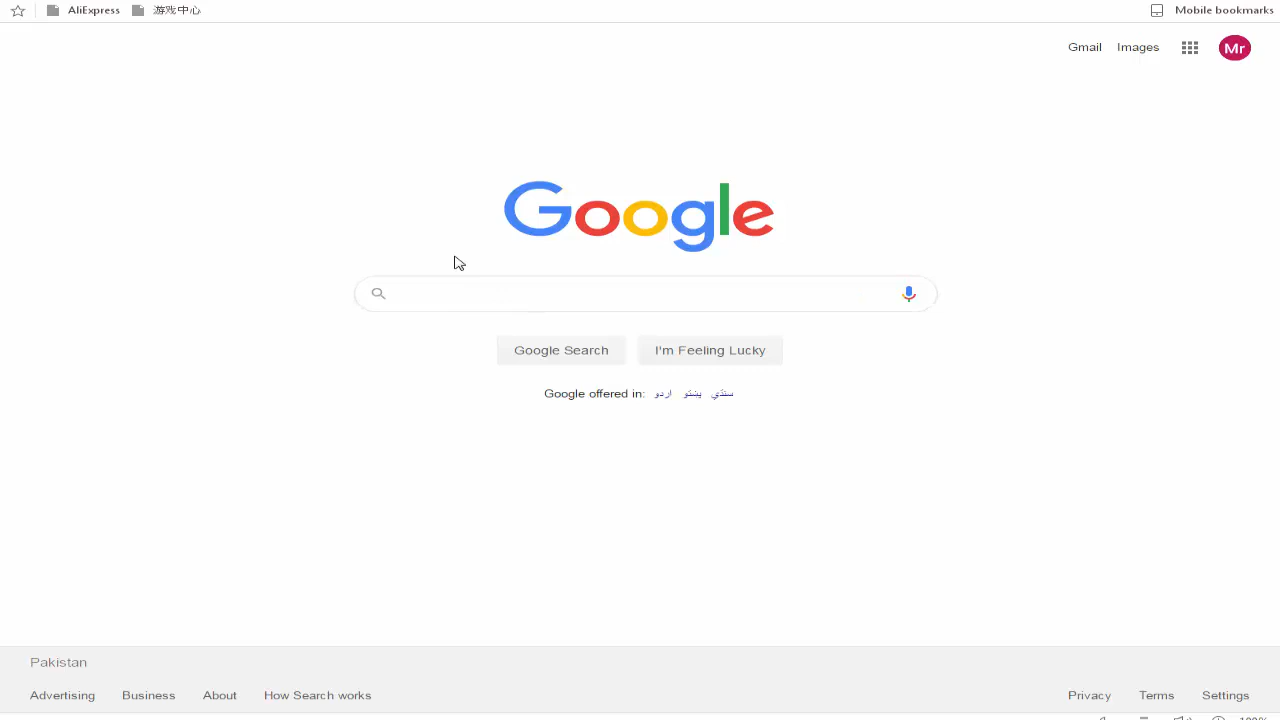 AliExpress 游戏中心 Mobile bookmarks
Gmail Images Mr
Google
Google Search I'm Feeling Lucky
Google offered in: اردو پښتو سنڌي
Pakistan
Advertising Business About How Search works Privacy Terms Settings